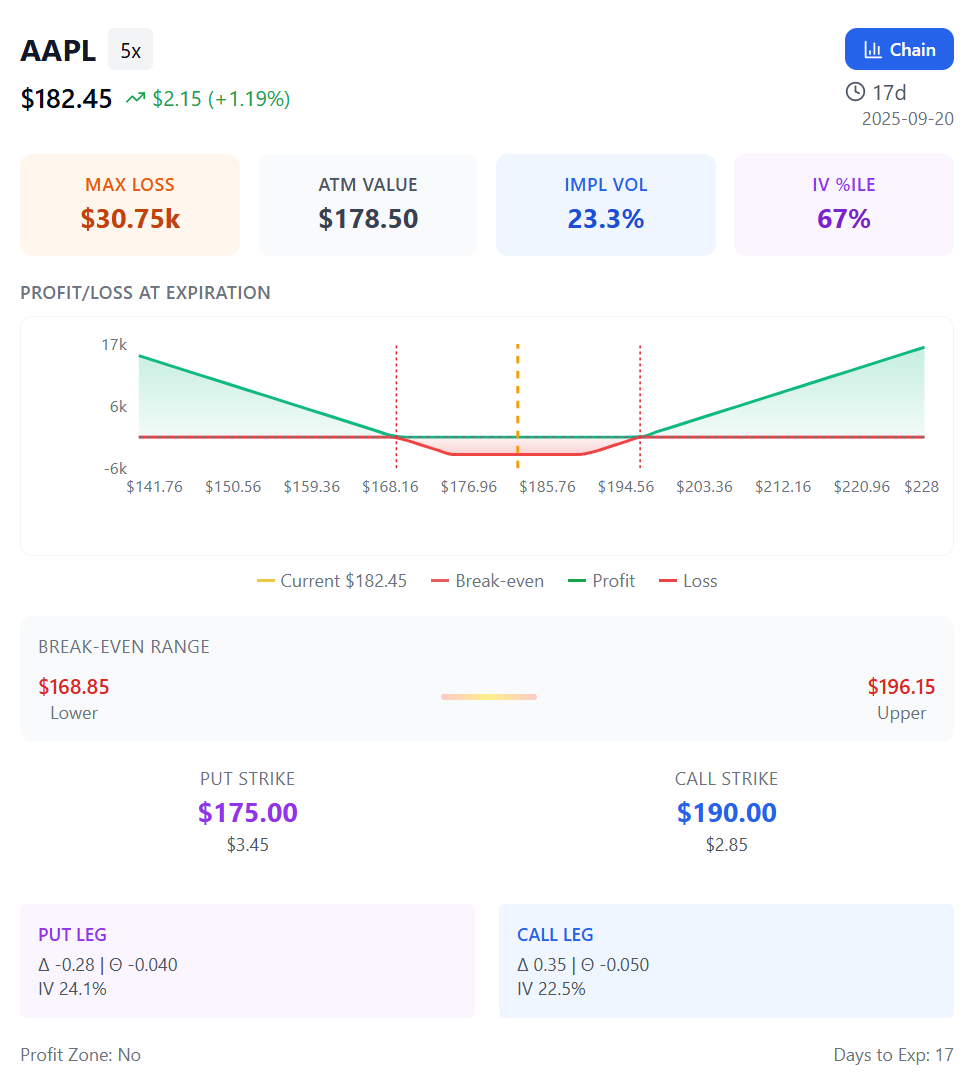 AAPL 5x
Chain
$182.45 $2.15 (+1.19%)
17d
2025-09-20
MAX LOSS
$30.75k
ATM VALUE
$178.50
IMPL VOL
23.3%
IV %ILE
67%
PROFIT/LOSS AT EXPIRATION
17k
6k
-6k
$141.76 $150.56 $159.36 $168.16 $176.96 $185.76 $194.56 $203.36 $212.16 $220.96 $228
Current $182.45 Break-even Profit Loss
BREAK-EVEN RANGE
$168.85 $196.15
Lower Upper
PUT STRIKE
$175.00
$3.45
CALL STRIKE
$190.00
$2.85
PUT LEG
Δ -0.28 | Θ -0.040
IV 24.1%
CALL LEG
Δ 0.35 | Θ -0.050
IV 22.5%
Profit Zone: No Days to Exp: 17